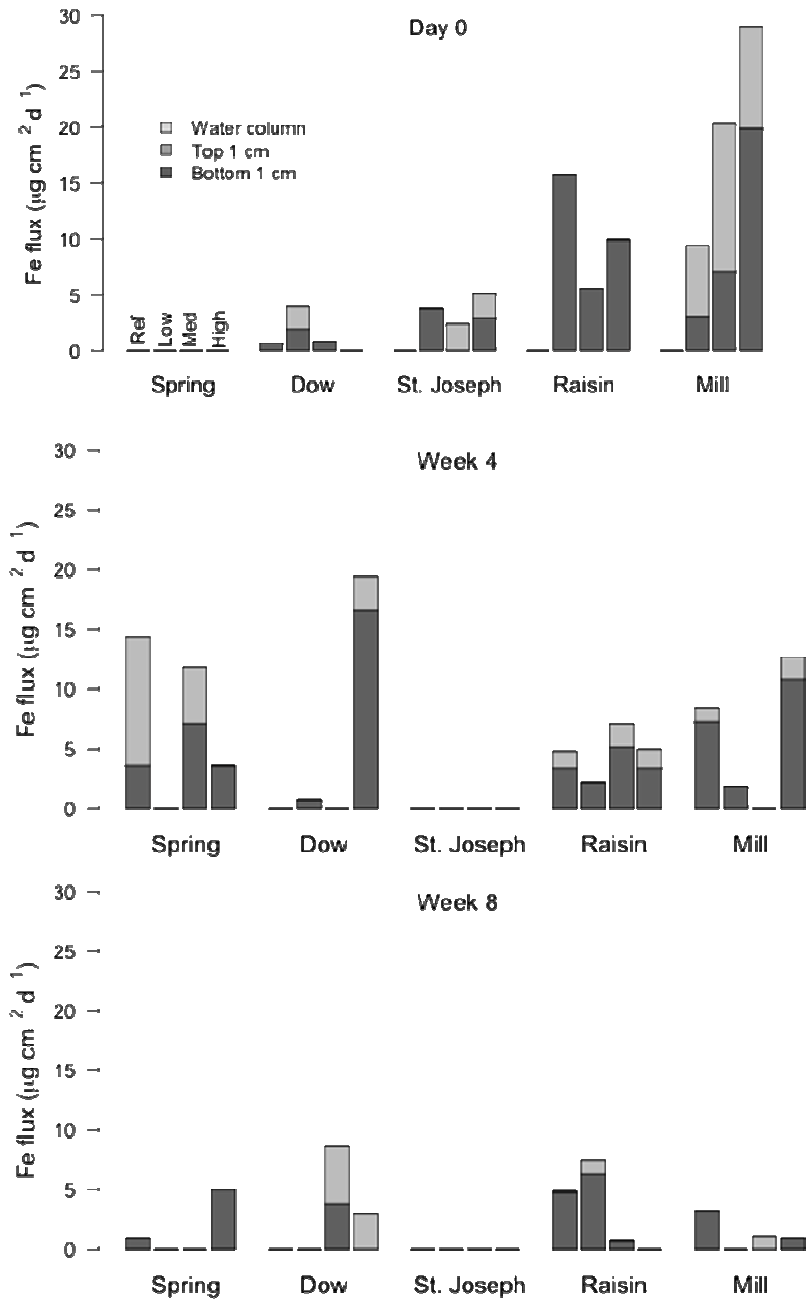 Day 0
Fe flux (µg cm 2 d 1)
30
25
20
15
10
5
0
Water column
Top 1 cm
Bottom 1 cm
Ref
Low
Med
High
Spring Dow St. Joseph Raisin Mill
Week 4
Fe flux (µg cm 2 d 1)
30
25
20
15
10
5
0
Spring Dow St. Joseph Raisin Mill
Week 8
Fe flux (µg cm 2 d 1)
30
25
20
15
10
5
0
Spring Dow St. Joseph Raisin Mill